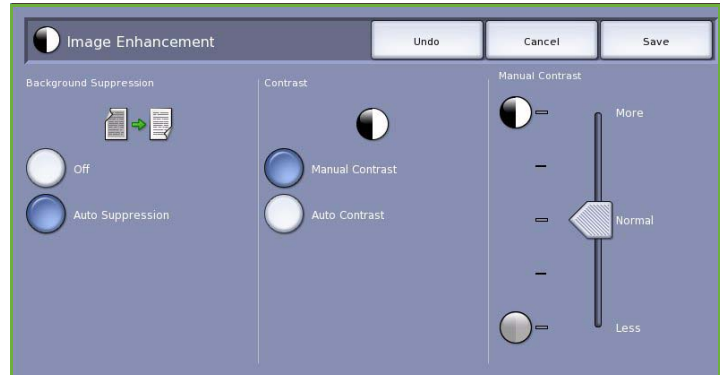 Image Enhancement
Undo
Cancel
Save
Background Suppression
Off
Auto Suppression
Contrast
Manual Contrast
Auto Contrast
Manual Contrast
More
Normal
Less